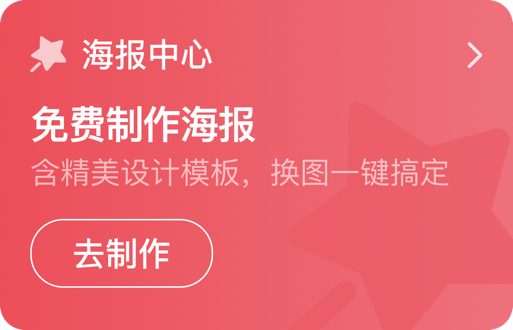 海报中心
免费制作海报
含精美设计模板，换图一键搞定
去制作